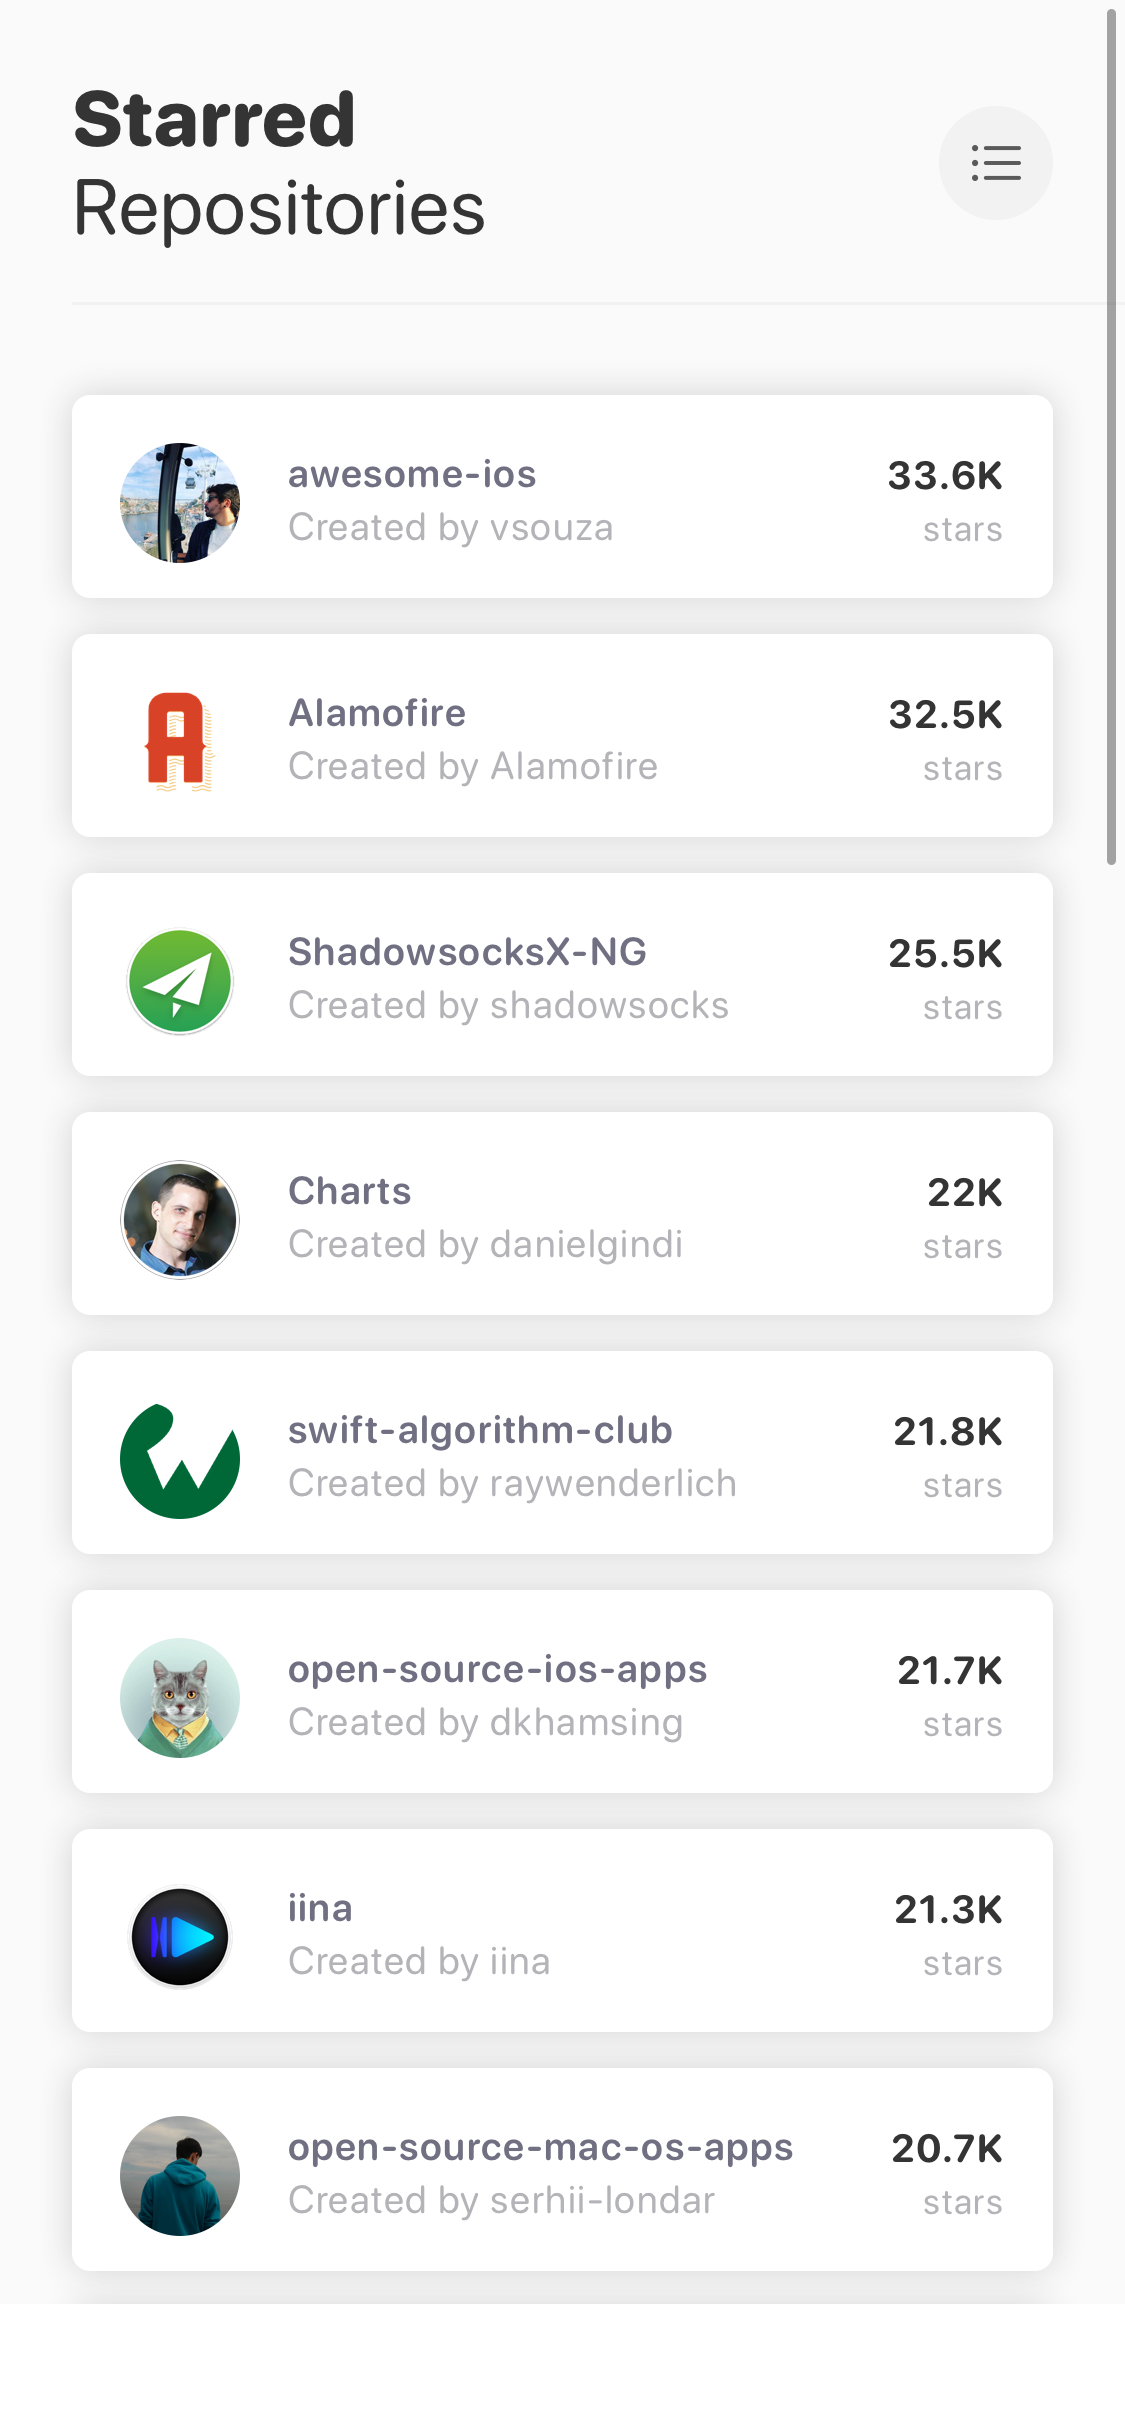 Starred
Repositories
awesome-ios
Created by vsouza
33.6K
stars
Alamofire
Created by Alamofire
32.5K
stars
ShadowsocksX-NG
Created by shadowsocks
25.5K
stars
Charts
Created by danielgindi
22K
stars
swift-algorithm-club
Created by raywenderlich
21.8K
stars
open-source-ios-apps
Created by dkhamsing
21.7K
stars
iina
Created by iina
21.3K
stars
open-source-mac-os-apps
Created by serhii-londar
20.7K
stars